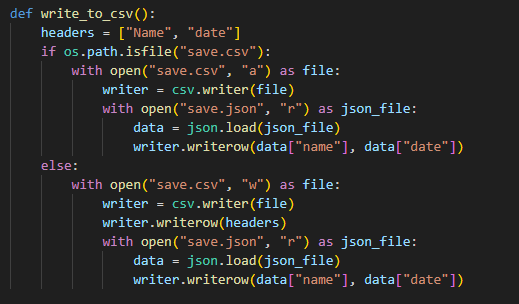 def write_to_csv():
    headers = ["Name", "date"]
    if os.path.isfile("save.csv"):
        with open("save.csv", "a") as file:
            writer = csv.writer(file)
            with open("save.json", "r") as json_file:
                data = json.load(json_file)
                writer.writerow(data["name"], data["date"])
    else:
        with open("save.csv", "w") as file:
            writer = csv.writer(file)
            writer.writerow(headers)
            with open("save.json", "r") as json_file:
                data = json.load(json_file)
                writer.writerow(data["name"], data["date"])